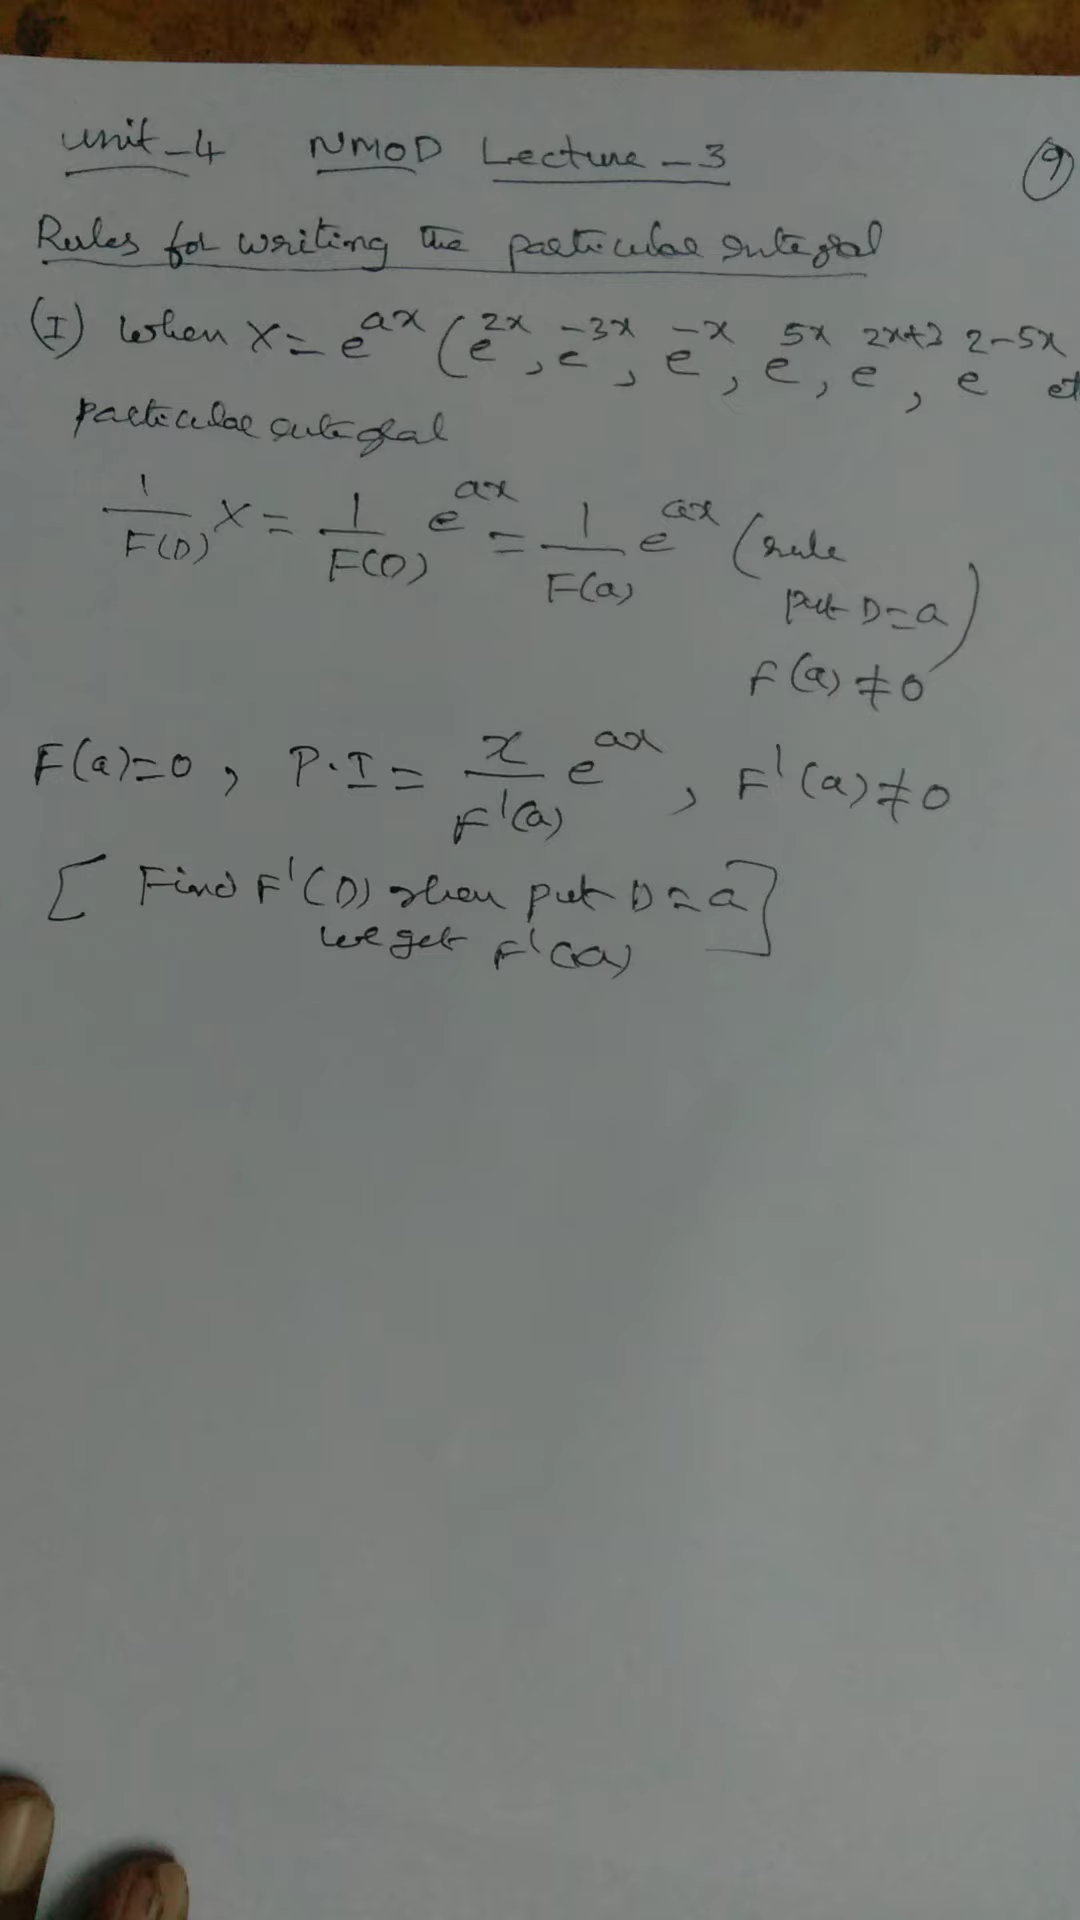 Unit-4 NMOD Lecture-3 (9)
Rules for writing the particular integral
(I) When X = e^ax (e^2x, e^-3x, e^-x, e^5x, e^2x+3, e^2-5x et
particular integral
1/F(D) X = 1/F(D) e^ax = 1/F(a) e^ax (rule
put D=a)
F(a) ≠ 0
F(a)=0, P.I = x/F'(a) e^ax, F'(a) ≠ 0
[Find F'(D) then put D=a]
we get F'(a)